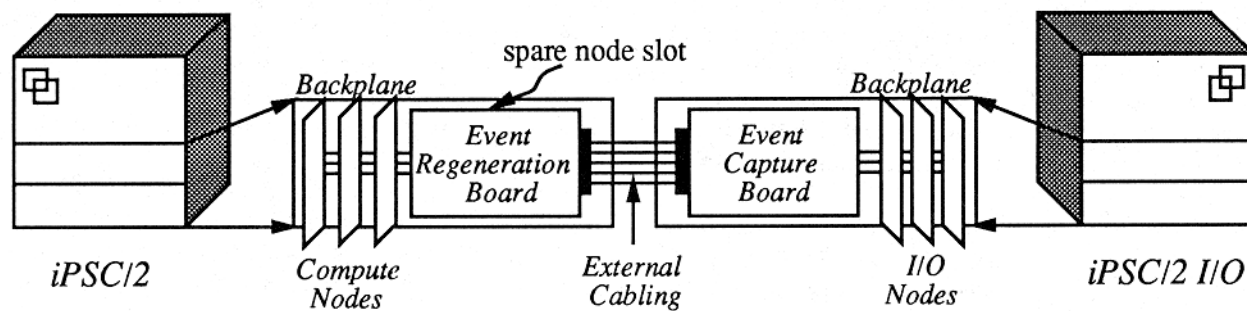 spare node slot
Backplane
Backplane
Event
Regeneration
Board
Event
Capture
Board
iPSC/2
Compute
Nodes
External
Cabling
I/O
Nodes
iPSC/2 I/O